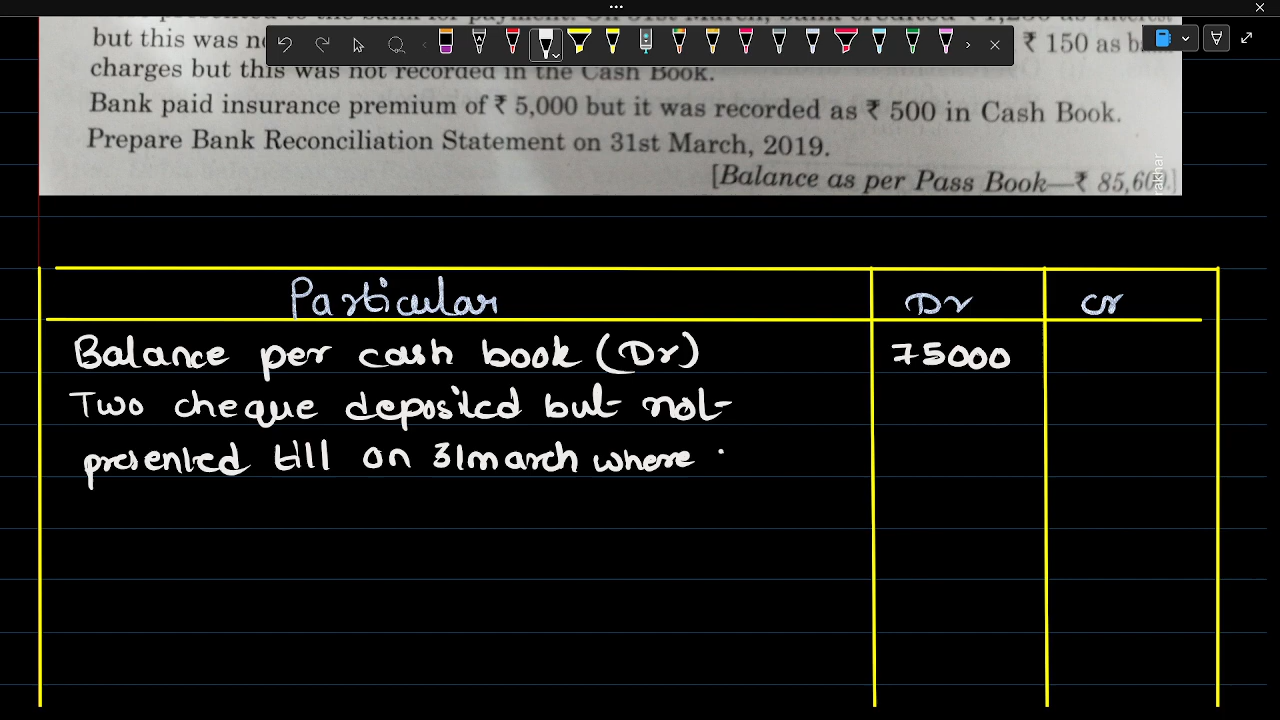 but this was
₹ 150 as
charges but this was not recorded in the Cash Book.
Bank paid insurance premium of ₹ 5,000 but it was recorded as ₹ 500 in Cash Book.
Prepare Bank Reconciliation Statement on 31st March, 2019.
[Balance as per Pass Book—₹ 85,600.]
rakhar
Particular Dr Cr
Balance per cash book (Dr) 75000
Two cheque deposited but not
presented till on 31march where